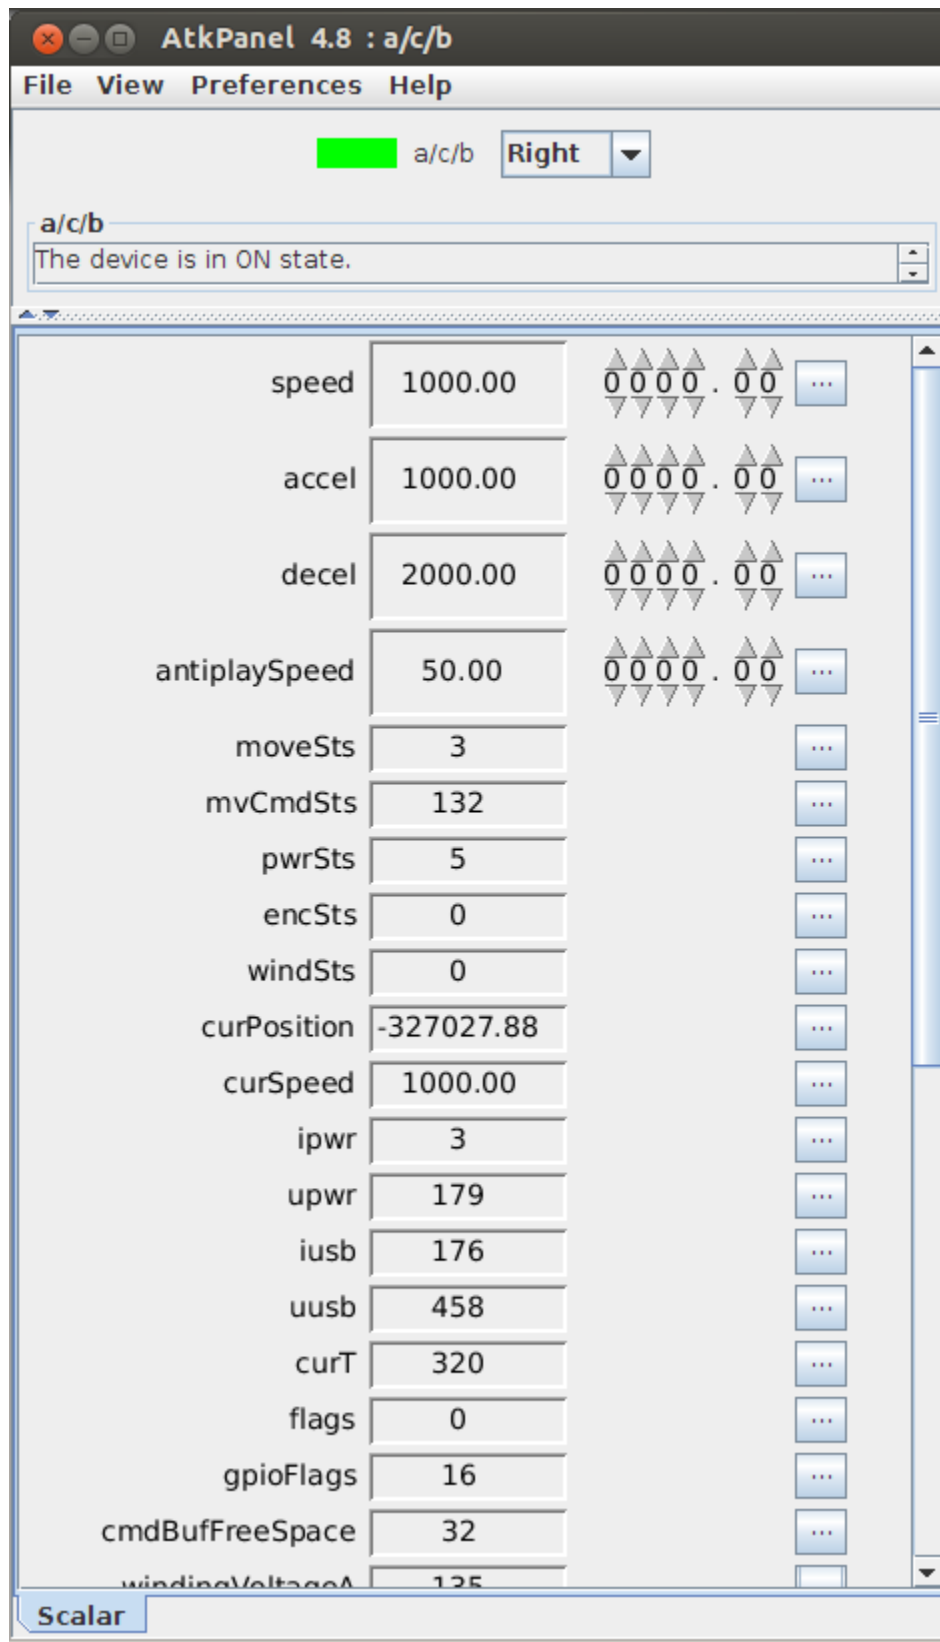 AtkPanel 4.8 : a/c/b
File View Preferences Help
a/c/b Right
a/c/b
The device is in ON state.
speed 1000.00 0000.00 ...
accel 1000.00 0000.00 ...
decel 2000.00 0000.00 ...
antiplaySpeed 50.00 0000.00 ...
moveSts 3 ...
mvCmdSts 132 ...
pwrSts 5 ...
encSts 0 ...
windSts 0 ...
curPosition -327027.88 ...
curSpeed 1000.00 ...
ipwr 3 ...
upwr 179 ...
iusb 176 ...
uusb 458 ...
curT 320 ...
flags 0 ...
gpioFlags 16 ...
cmdBufFreeSpace 32 ...
windingVoltageA 135
Scalar